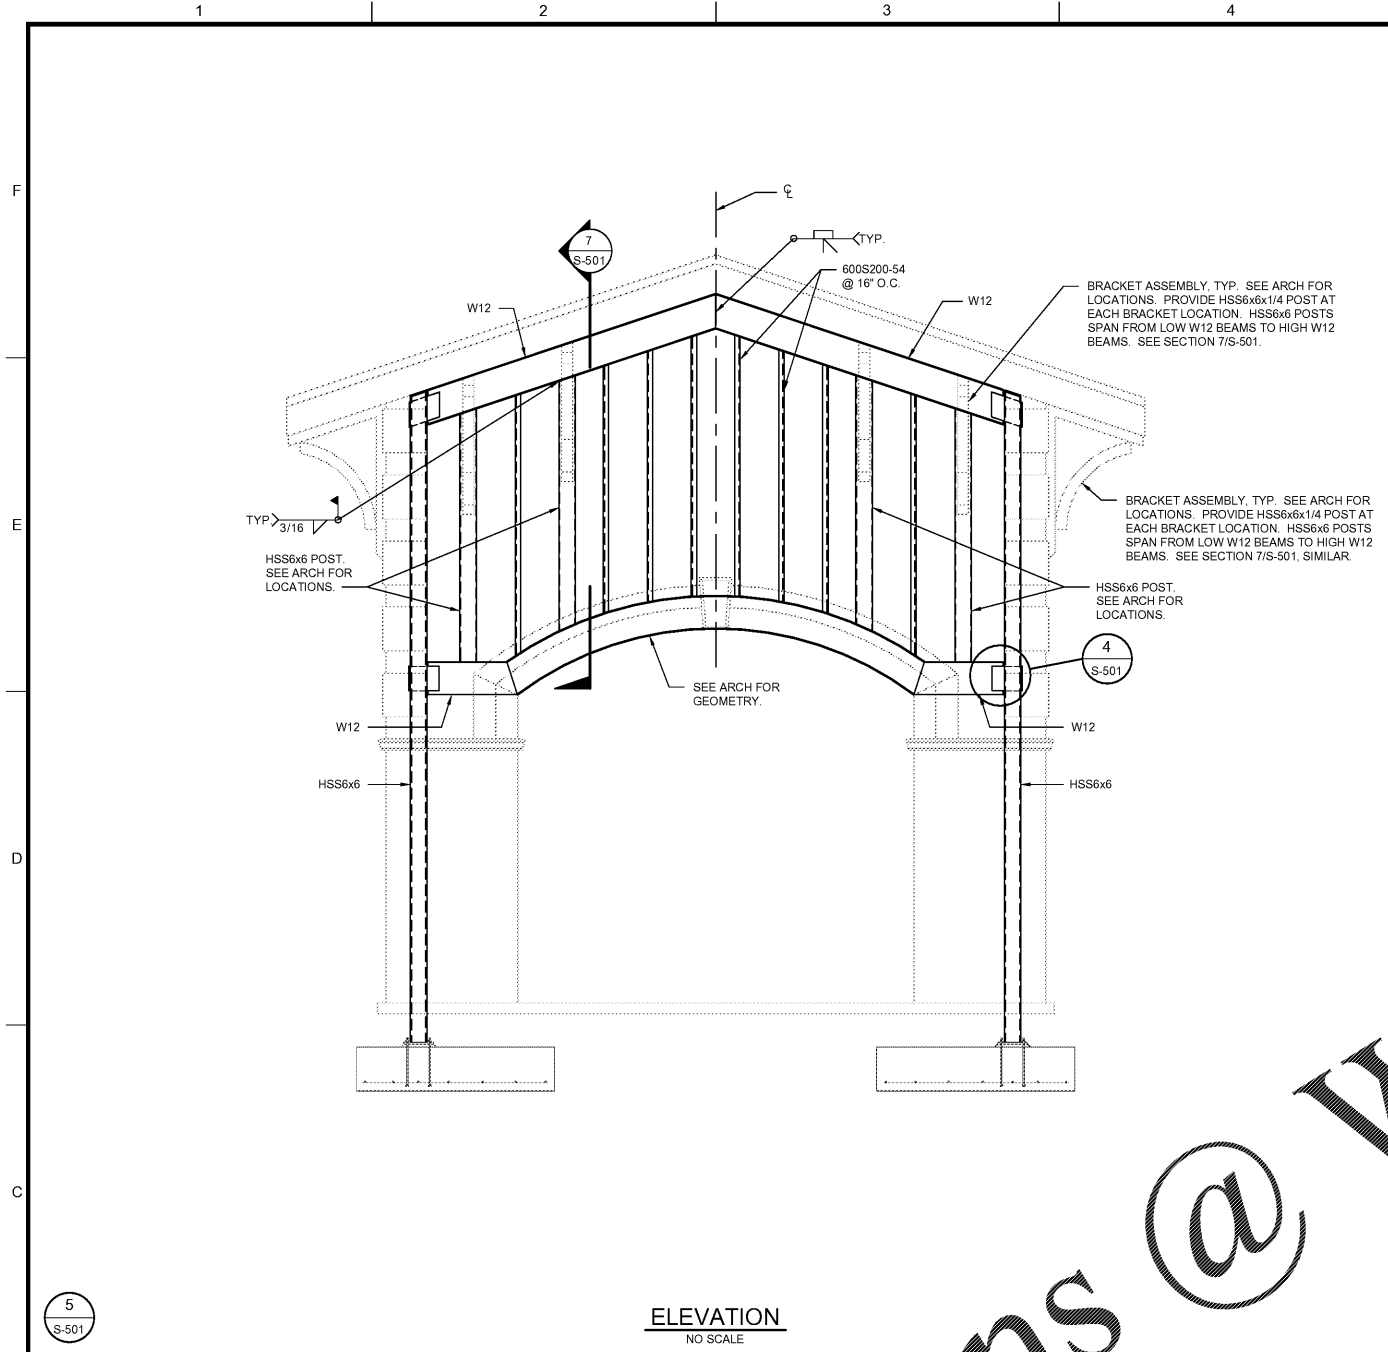 1 2 3 4
F
℄
7
S-501
TYP.
600S200-54
@ 16" O.C.
W12
W12
BRACKET ASSEMBLY, TYP. SEE ARCH FOR
LOCATIONS. PROVIDE HSS6x6x1/4 POST AT
EACH BRACKET LOCATION. HSS6x6 POSTS
SPAN FROM LOW W12 BEAMS TO HIGH W12
BEAMS. SEE SECTION 7/S-501.
E
TYP
3/16
BRACKET ASSEMBLY, TYP. SEE ARCH FOR
LOCATIONS. PROVIDE HSS6x6x1/4 POST AT
EACH BRACKET LOCATION. HSS6x6 POSTS
SPAN FROM LOW W12 BEAMS TO HIGH W12
BEAMS. SEE SECTION 7/S-501, SIMILAR.
HSS6x6 POST.
SEE ARCH FOR
LOCATIONS.
HSS6x6 POST.
SEE ARCH FOR
LOCATIONS.
4
S-501
SEE ARCH FOR
GEOMETRY.
W12
W12
HSS6x6
HSS6x6
D
C
5
S-501
ELEVATION
NO SCALE
ns @